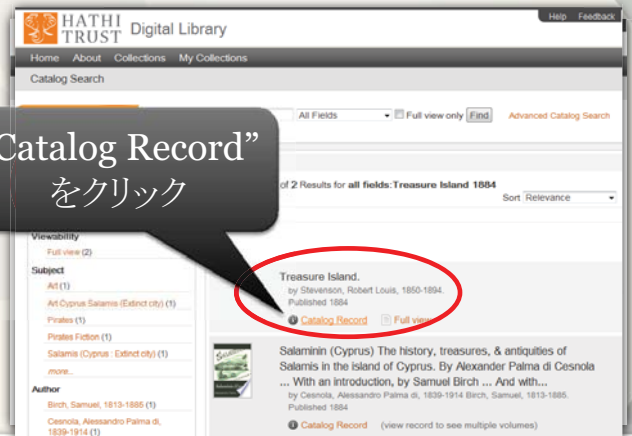 Help Feedback
HATHI
TRUST Digital Library
Home About Collections My Collections
Catalog Search
All Fields Full view only Find Advanced Catalog Search
Catalog Record”
をクリック
of 2 Results for all fields:Treasure Island 1884
Sort Relevance
Viewability
Full view (2)
Subject
Art (1)
Art Cyprus Salamis (Extinct city) (1)
Pirates (1)
Pirates Fiction (1)
Salamis (Cyprus : Extinct city) (1)
more...
Author
Birch, Samuel, 1813-1885 (1)
Cesnola, Alessandro Palma di,
1839-1914 (1)
Treasure Island.
by Stevenson, Robert Louis, 1850-1894.
Published 1884
Catalog Record Full view
Salaminin (Cyprus) The history, treasures, & antiquities of
Salamis in the island of Cyprus. By Alexander Palma di Cesnola
... With an introduction, by Samuel Birch ... And with...
by Cesnola, Alessandro Palma di, 1839-1914 Birch, Samuel, 1813-1885.
Published 1884
Catalog Record (view record to see multiple volumes)